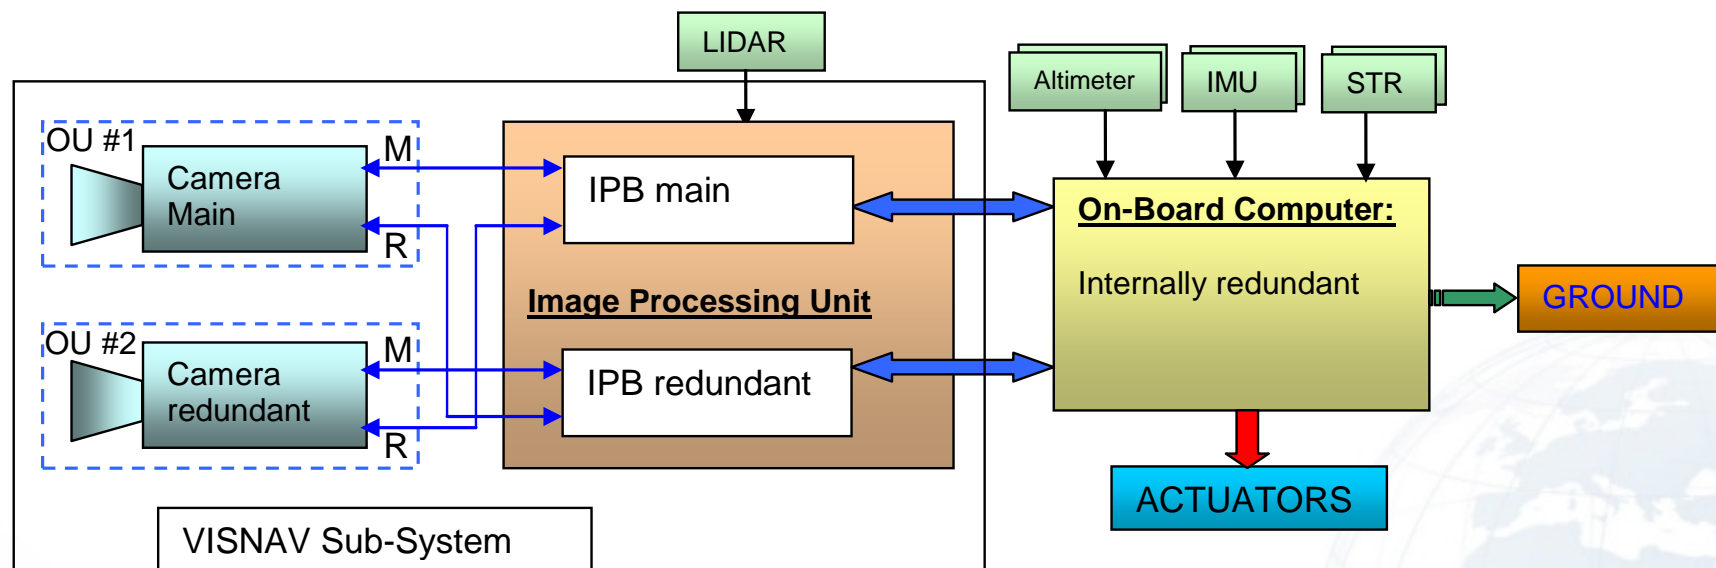 LIDAR
Altimeter
IMU
STR
OU #1
Camera
Main
M
R
IPB main
On-Board Computer:
Internally redundant
Image Processing Unit
GROUND
OU #2
Camera
redundant
M
R
IPB redundant
ACTUATORS
VISNAV Sub-System